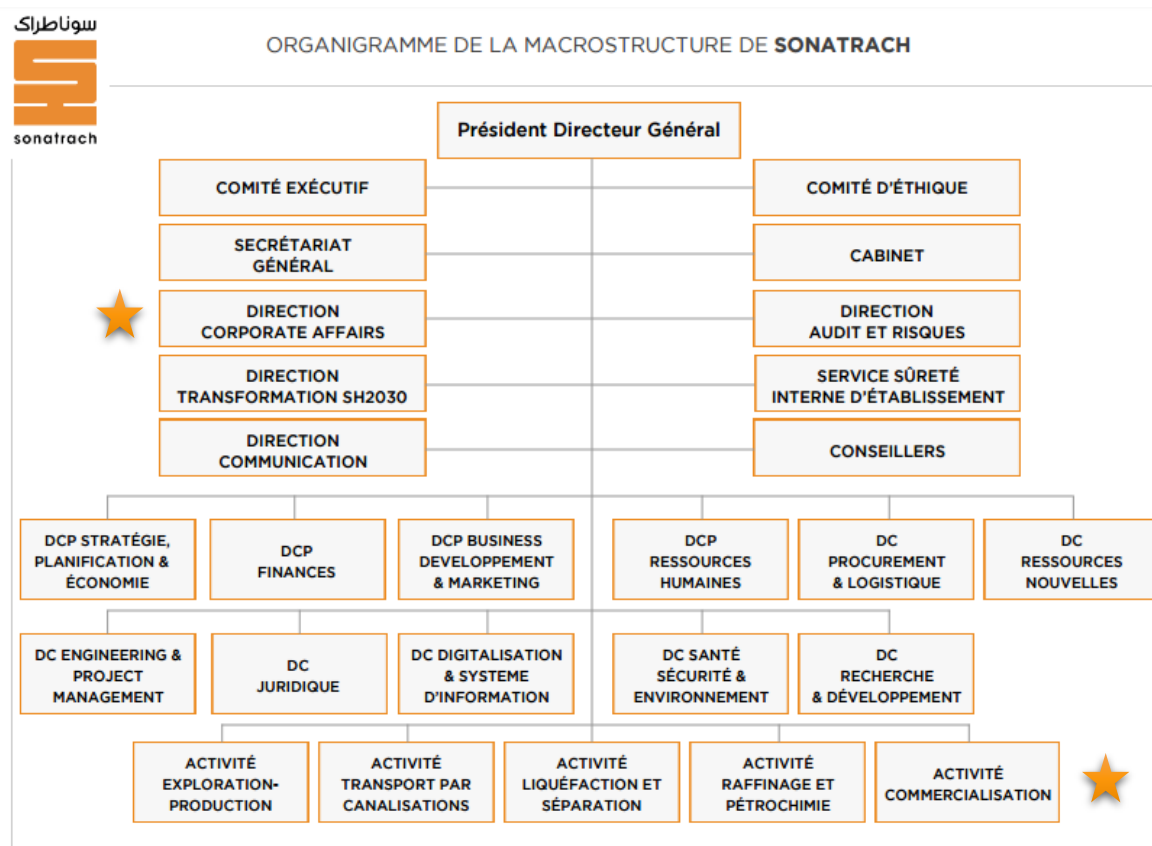 سوناطراك
ORGANIGRAMME DE LA MACROSTRUCTURE DE SONATRACH
sonatrach
Président Directeur Général
COMITÉ EXÉCUTIF
COMITÉ D'ÉTHIQUE
SECRÉTARIAT
GÉNÉRAL
CABINET
DIRECTION
CORPORATE AFFAIRS
DIRECTION
AUDIT ET RISQUES
DIRECTION
TRANSFORMATION SH2030
SERVICE SÛRETÉ
INTERNE D'ÉTABLISSEMENT
DIRECTION
COMMUNICATION
CONSEILLERS
DCP STRATÉGIE,
PLANIFICATION &
ÉCONOMIE
DCP
FINANCES
DCP BUSINESS
DEVELOPPEMENT
& MARKETING
DCP
RESSOURCES
HUMAINES
DC
PROCUREMENT
& LOGISTIQUE
DC
RESSOURCES
NOUVELLES
DC ENGINEERING &
PROJECT
MANAGEMENT
DC
JURIDIQUE
DC DIGITALISATION
& SYSTEME
D'INFORMATION
DC SANTÉ
SÉCURITÉ &
ENVIRONNEMENT
DC
RECHERCHE
& DÉVELOPPEMENT
ACTIVITÉ
EXPLORATION-
PRODUCTION
ACTIVITÉ
TRANSPORT PAR
CANALISATIONS
ACTIVITÉ
LIQUÉFACTION ET
SÉPARATION
ACTIVITÉ
RAFFINAGE ET
PÉTROCHIMIE
ACTIVITÉ
COMMERCIALISATION